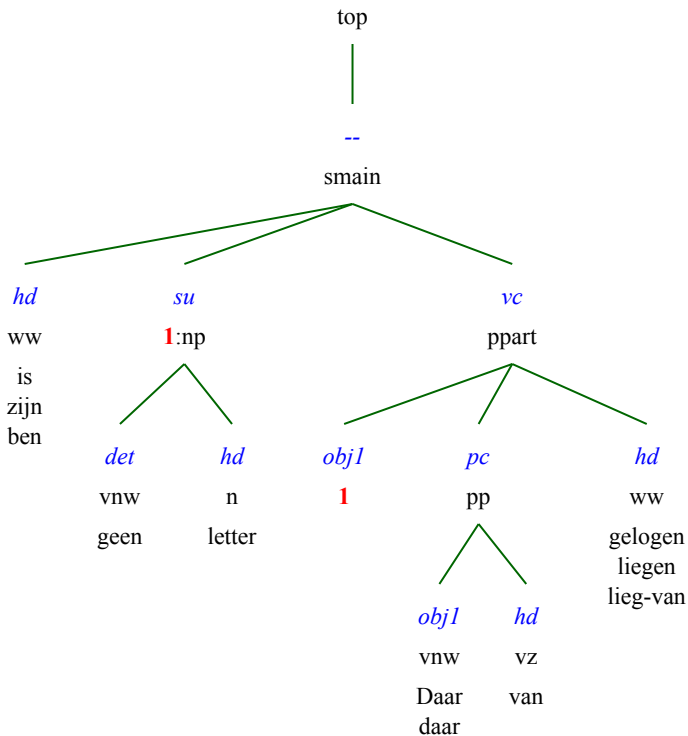 top
--
smain
hd su vc
ww 1:np ppart
is
zijn
ben
det hd obj1 pc hd
vnw n 1 pp ww
geen letter gelogen
liegen
lieg-van
obj1 hd
vnw vz
Daar van
daar